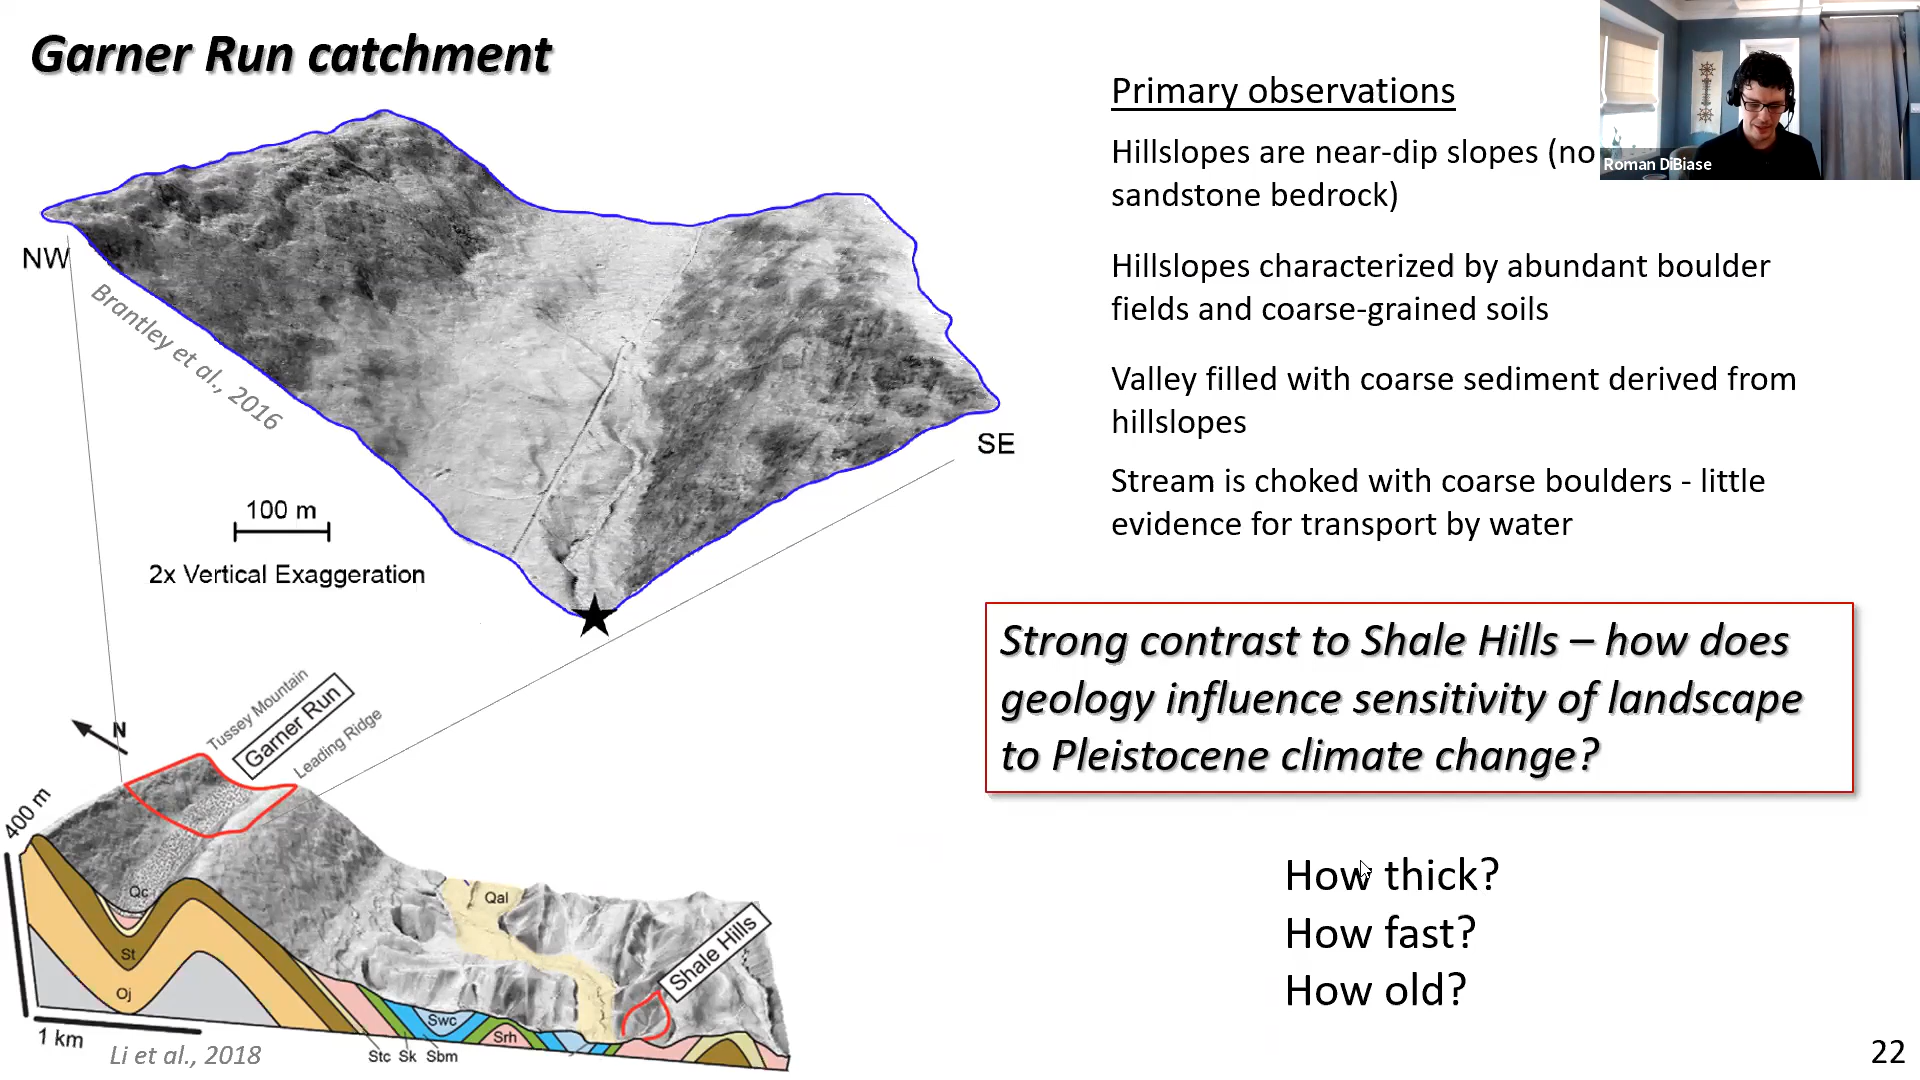 Garner Run catchment
NW
Brantley et al., 2016
SE
100 m
2x Vertical Exaggeration
N
Tussey Mountain
Garner Run
Leading Ridge
400 m
Qc
St
Oj
Qal
Shale Hills
Swc
Srh
1 km
Stc Sk Sbm
Li et al., 2018
Primary observations
Hillslopes are near-dip slopes (no
sandstone bedrock)
Hillslopes characterized by abundant boulder
fields and coarse-grained soils
Valley filled with coarse sediment derived from
hillslopes
Stream is choked with coarse boulders - little
evidence for transport by water
Strong contrast to Shale Hills – how does
geology influence sensitivity of landscape
to Pleistocene climate change?
How thick?
How fast?
How old?
22
Roman DiBiase